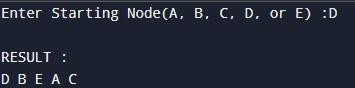 Enter Starting Node(A, B, C, D, or E) :D
RESULT :
D B E A C